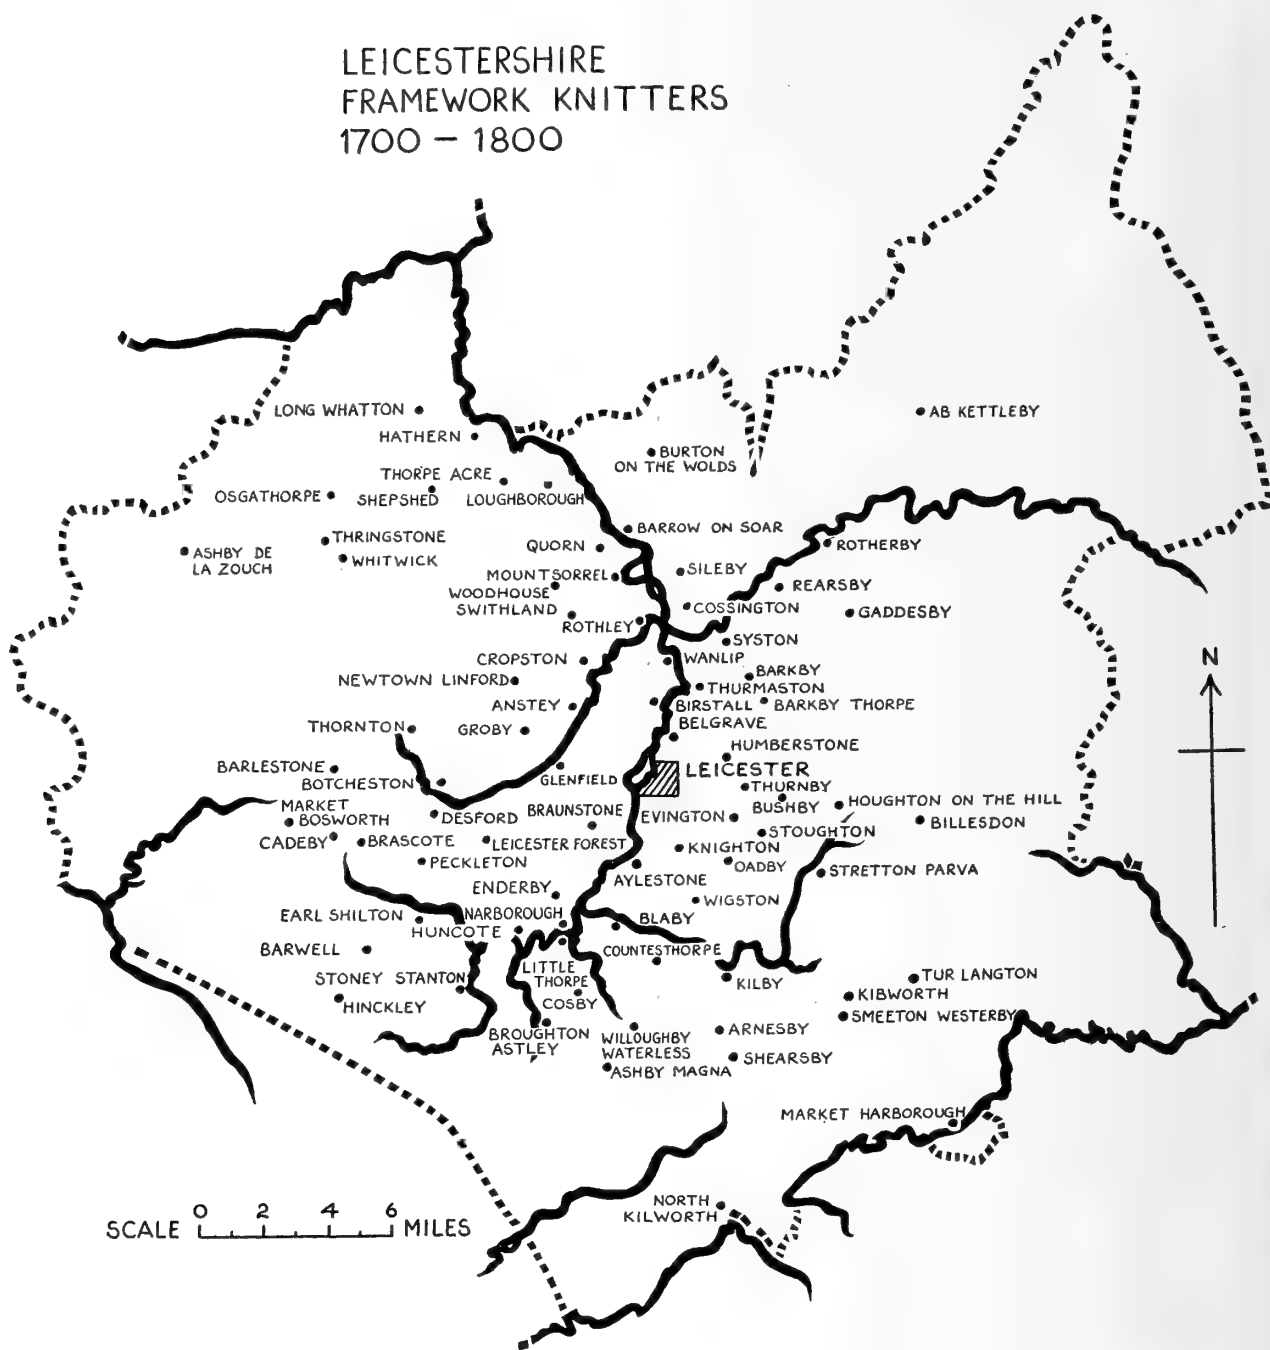 LEICESTERSHIRE
FRAMEWORK KNITTERS
1700 – 1800
LONG WHATTON
AB KETTLEBY
HATHERN
BURTON
ON THE WOLDS
THORPE ACRE
OSGATHORPE
SHEPSHED
LOUGHBOROUGH
BARROW ON SOAR
THRINGSTONE
ROTHERBY
QUORN
ASHBY DE
LA ZOUCH
WHITWICK
SILEBY
MOUNTSORREL
REARSBY
WOODHOUSE
SWITHLAND
COSSINGTON
GADDESBY
ROTHLEY
SYSTON
N
CROPSTON
WANLIP
BARKBY
NEWTOWN LINFORD
THURMASTON
ANSTEY
BIRSTALL
BARKBY THORPE
BELGRAVE
THORNTON
GROBY
HUMBERSTONE
BARLESTONE
LEICESTER
BOTCHESTON
GLENFIELD
THURNBY
MARKET
BOSWORTH
BUSHBY
HOUGHTON ON THE HILL
DESFORD
BRAUNSTONE
EVINGTON
BILLESDON
STOUGHTON
CADEBY
BRASCOTE
LEICESTER FOREST
KNIGHTON
PECKLETON
OADBY
STRETTON PARVA
AYLESTONE
ENDERBY
WIGSTON
EARL SHILTON
NARBOROUGH
BLABY
HUNCOTE
BARWELL
COUNTESTHORPE
LITTLE
THORPE
TUR LANGTON
STONEY STANTON
KILBY
KIBWORTH
HINCKLEY
COSBY
SMEETON WESTERBY
BROUGHTON
ASTLEY
WILLOUGHBY
WATERLESS
ARNESBY
SHEARSBY
ASHBY MAGNA
MARKET HARBOROUGH
NORTH
KILWORTH
SCALE 0 2 4 6 MILES